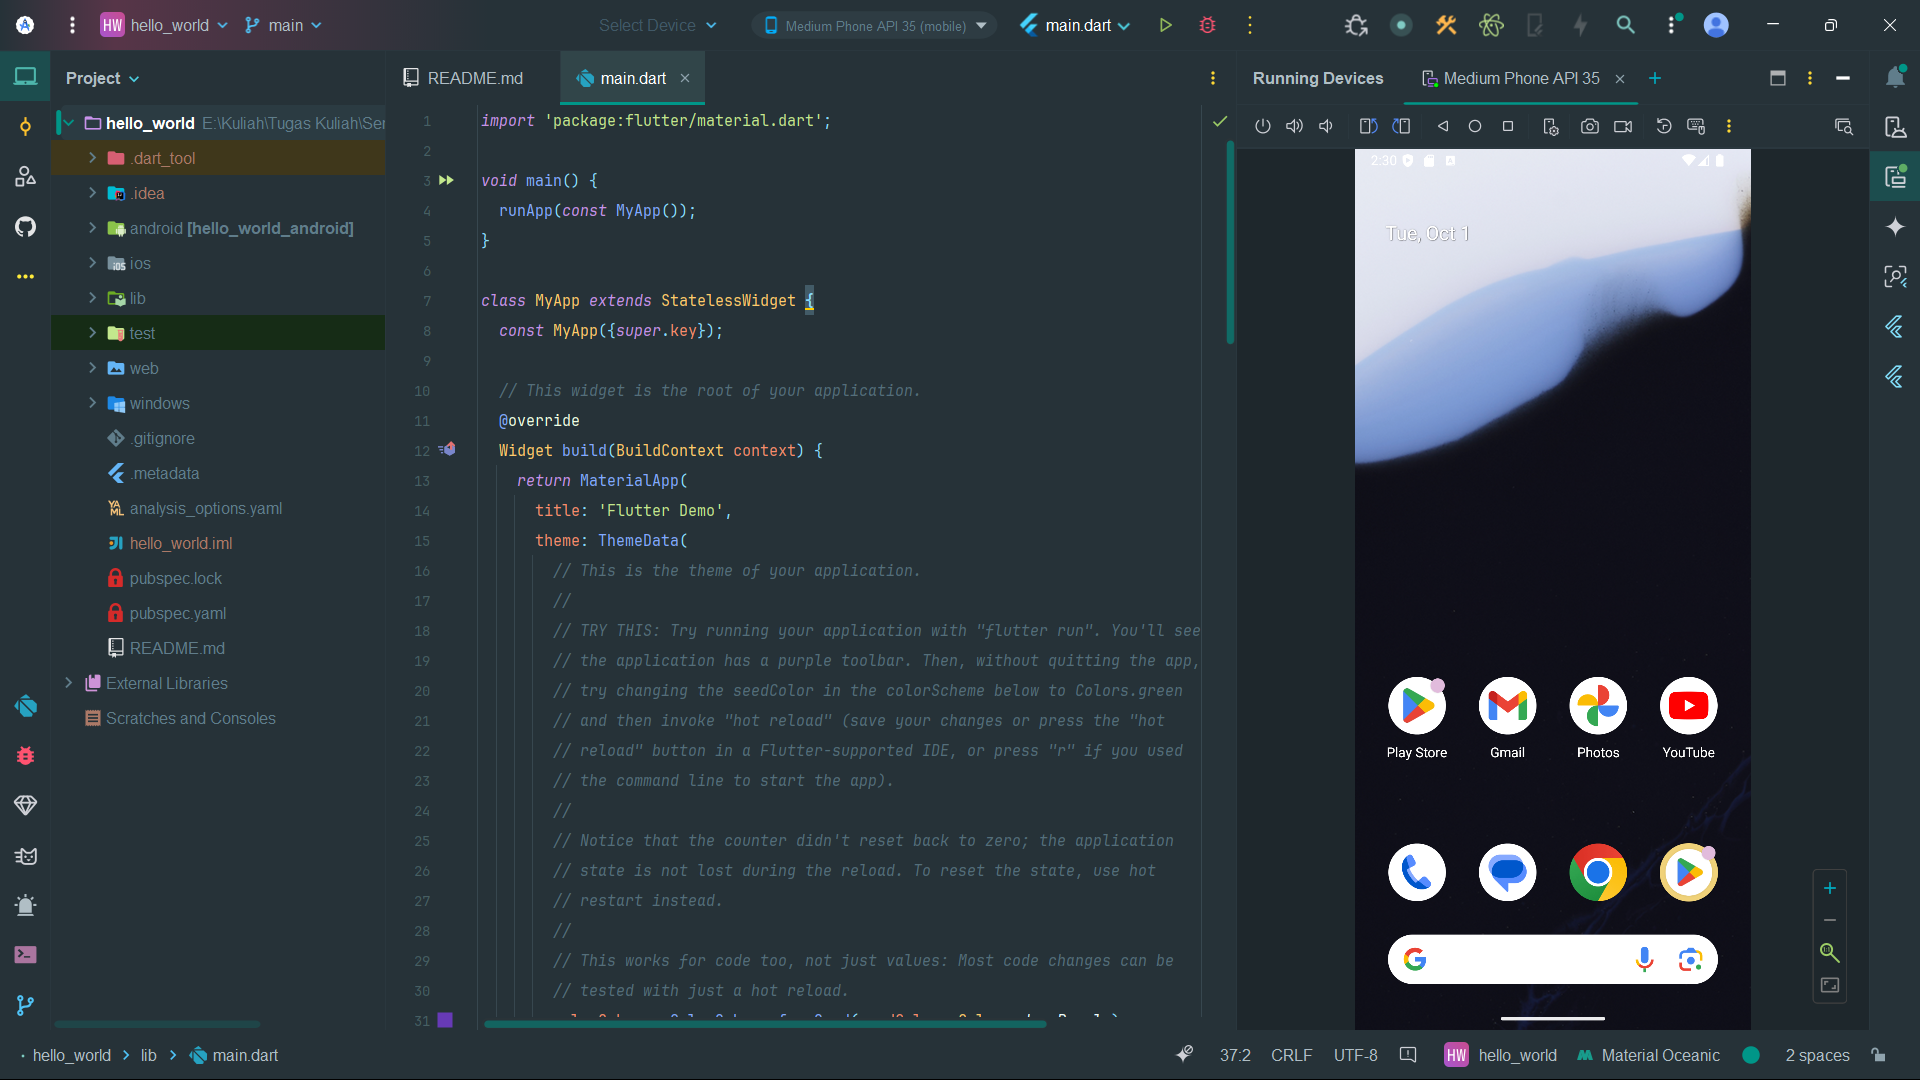 HW hello_world main Select Device Medium Phone API 35 (mobile) main.dart
Project
README.md main.dart
Running Devices Medium Phone API 35
hello_world E:\Kuliah\Tugas Kuliah\Se
.dart_tool
.idea
android [hello_world_android]
ios
lib
test
web
windows
.gitignore
.metadata
analysis_options.yaml
hello_world.iml
pubspec.lock
pubspec.yaml
README.md
External Libraries
Scratches and Consoles
1 import 'package:flutter/material.dart';
2
3 void main() {
4 runApp(const MyApp());
5 }
6
7 class MyApp extends StatelessWidget {
8 const MyApp({super.key});
9
10 // This widget is the root of your application.
11 @override
12 Widget build(BuildContext context) {
13 return MaterialApp(
14 title: 'Flutter Demo',
15 theme: ThemeData(
16 // This is the theme of your application.
17 //
18 // TRY THIS: Try running your application with "flutter run". You'll see
19 // the application has a purple toolbar. Then, without quitting the app,
20 // try changing the seedColor in the colorScheme below to Colors.green
21 // and then invoke "hot reload" (save your changes or press the "hot
22 // reload" button in a Flutter-supported IDE, or press "r" if you used
23 // the command line to start the app).
24 //
25 // Notice that the counter didn't reset back to zero; the application
26 // state is not lost during the reload. To reset the state, use hot
27 // restart instead.
28 //
29 // This works for code too, not just values: Most code changes can be
30 // tested with just a hot reload.
31
2:30
Tue, Oct 1
Play Store Gmail Photos YouTube
hello_world lib main.dart
37:2 CRLF UTF-8 HW hello_world Material Oceanic 2 spaces